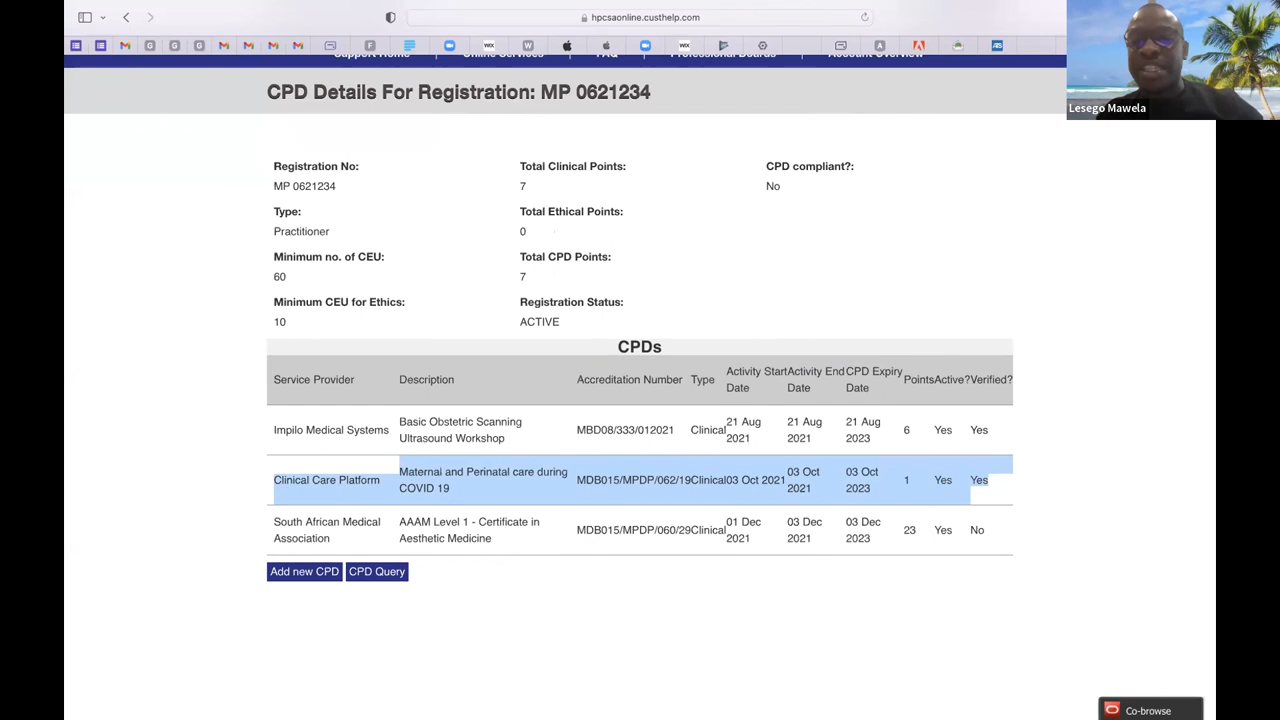 hpcsaonline.custhelp.com
CPD Details For Registration: MP 0621234
Lesego Mawela
Registration No:
MP 0621234
Total Clinical Points:
7
CPD compliant?:
No
Type:
Practitioner
Total Ethical Points:
0
Minimum no. of CEU:
60
Total CPD Points:
7
Minimum CEU for Ethics:
10
Registration Status:
ACTIVE
CPDs
Service Provider Description Accreditation Number Type Activity Start Date Activity End Date CPD Expiry Date Points Active? Verified?
Impilo Medical Systems Basic Obstetric Scanning Ultrasound Workshop MBD08/333/012021 Clinical 21 Aug 2021 21 Aug 2021 21 Aug 2023 6 Yes Yes
Clinical Care Platform Maternal and Perinatal care during COVID 19 MDB015/MPDP/062/19 Clinical 03 Oct 2021 03 Oct 2021 03 Oct 2023 1 Yes Yes
South African Medical Association AAAM Level 1 - Certificate in Aesthetic Medicine MDB015/MPDP/060/29 Clinical 01 Dec 2021 03 Dec 2021 03 Dec 2023 23 Yes No
Add new CPD CPD Query
Co-browse